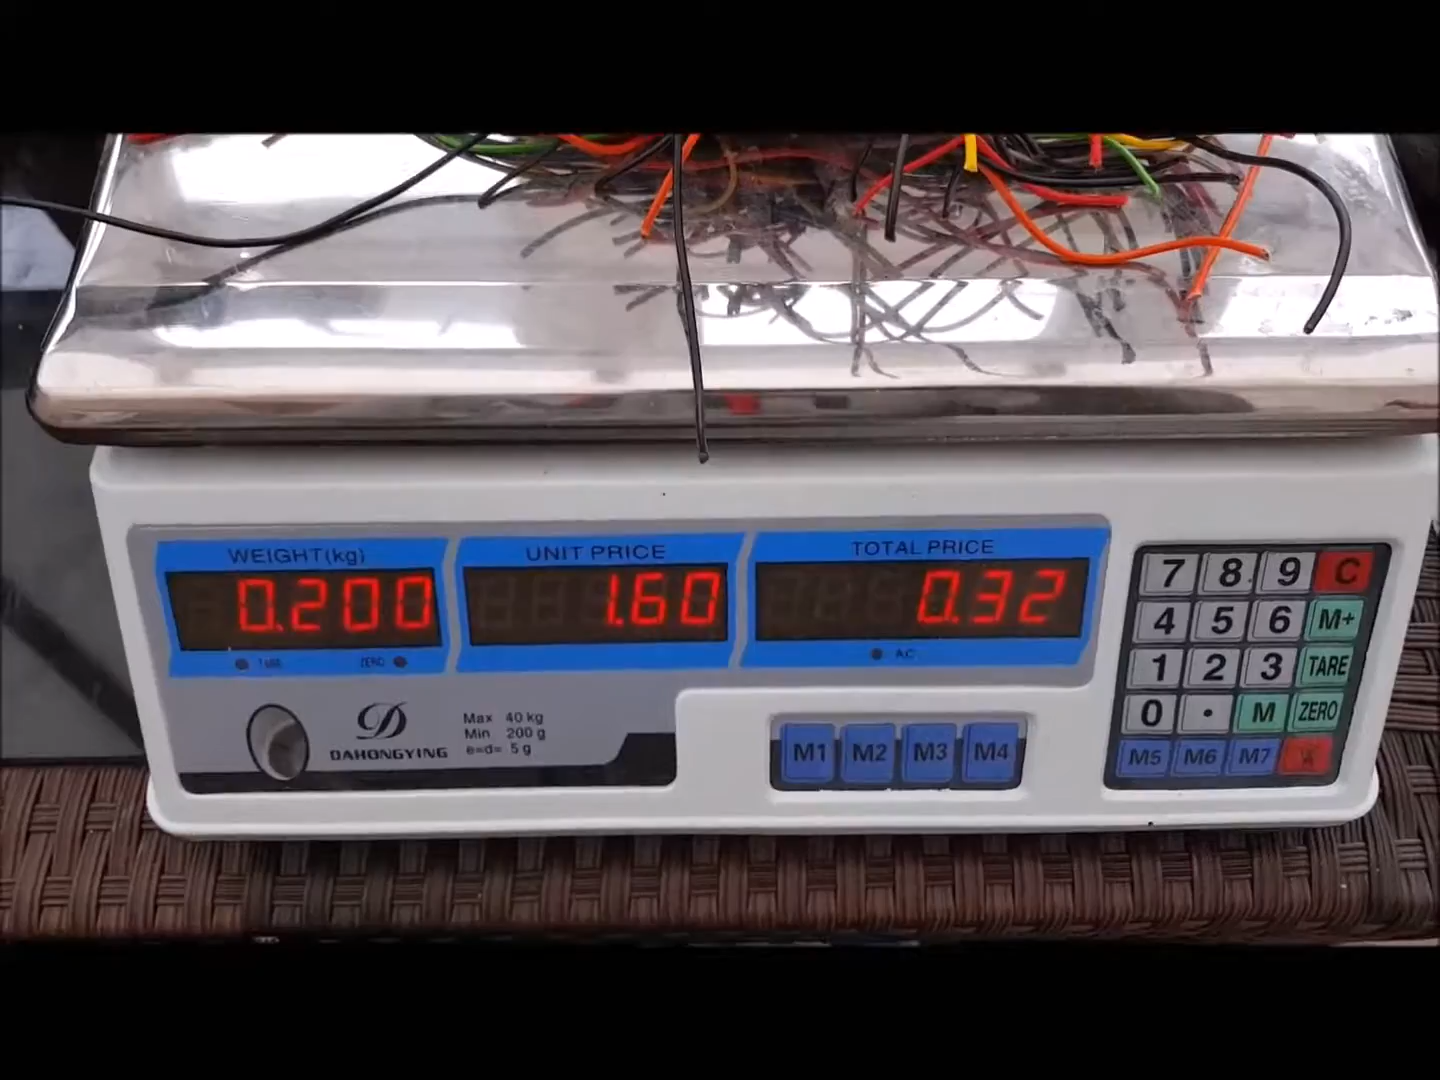 WEIGHT(kg)
UNIT PRICE
TOTAL PRICE
0.200
1.60
0.32
TARE
ZERO
AC
DAHONGYING
Max 40 kg
Min 200 g
e=d= 5 g
M1 M2 M3 M4
7 8 9 C
4 5 6 M+
1 2 3 TARE
0 . M ZERO
M5 M6 M7